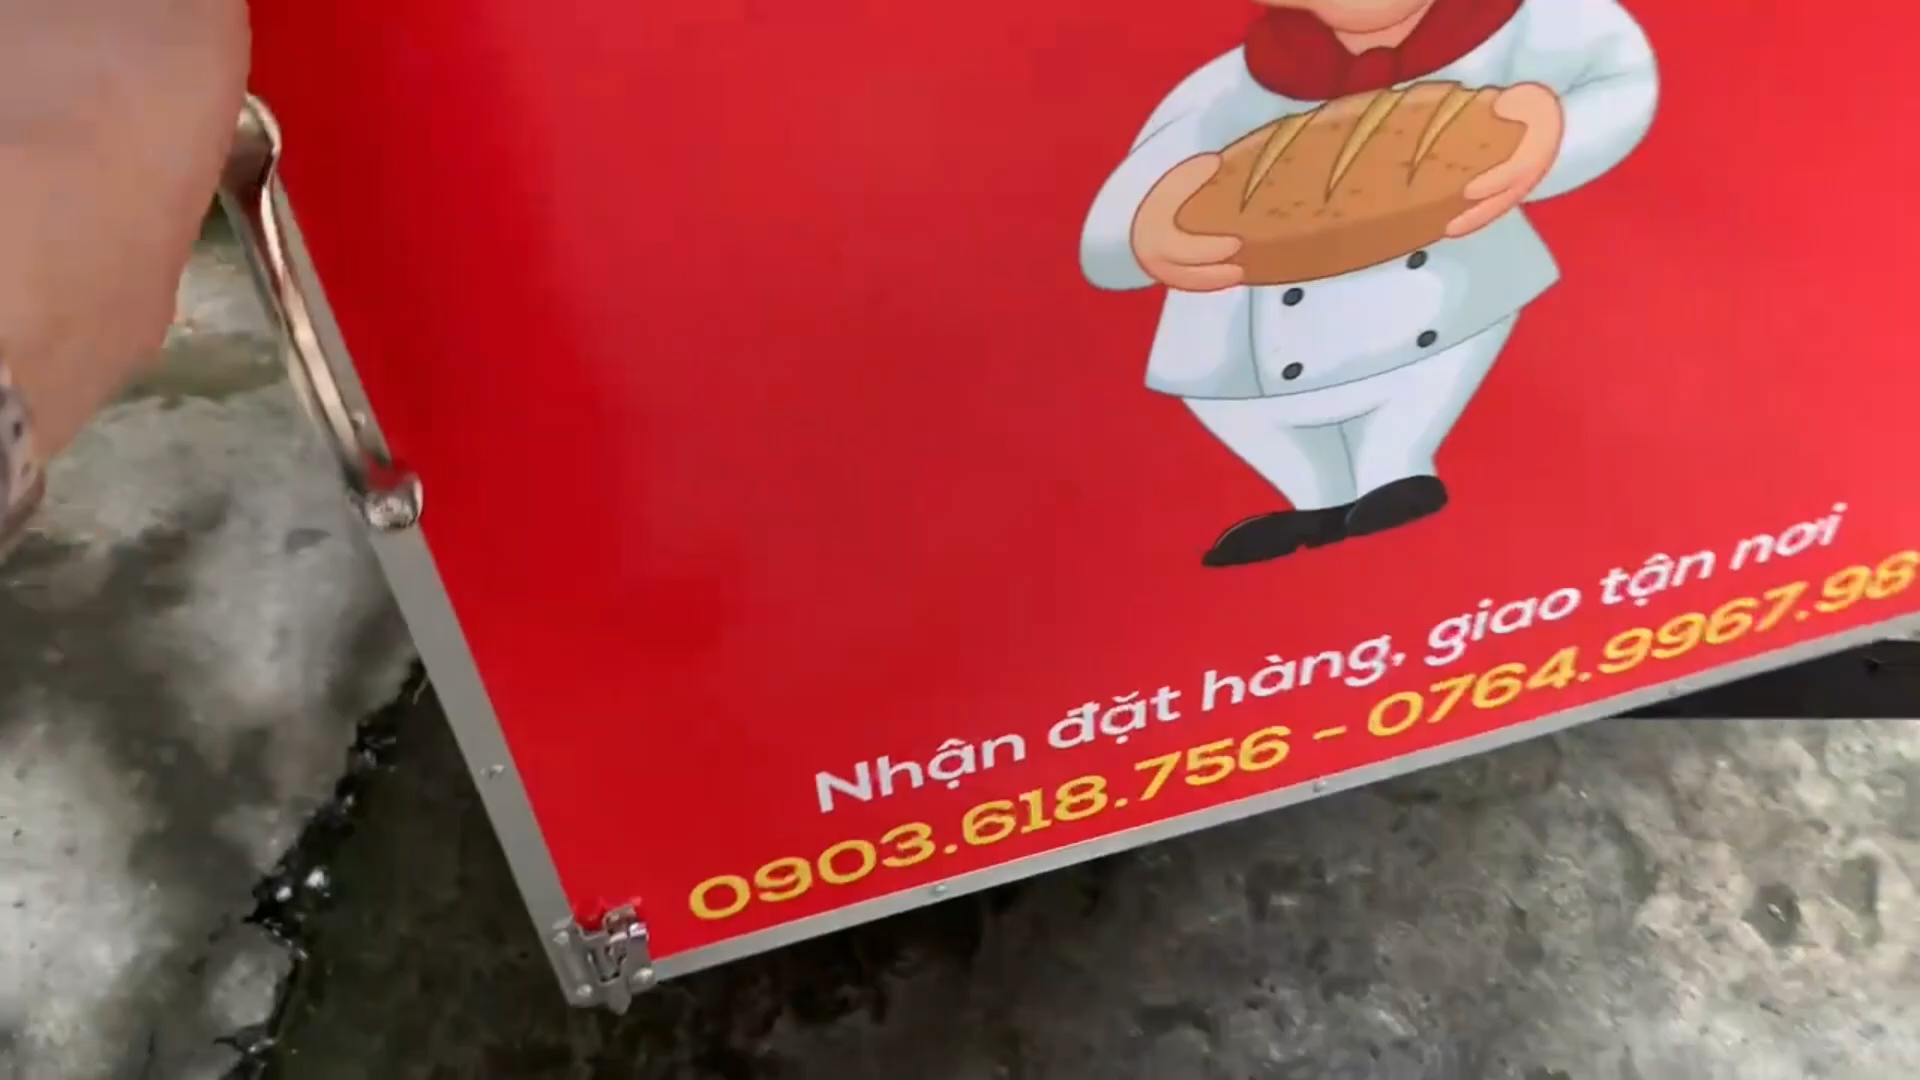 Nhận đặt hàng, giao tận nơi
0903.618.756 - 0764.9967.98